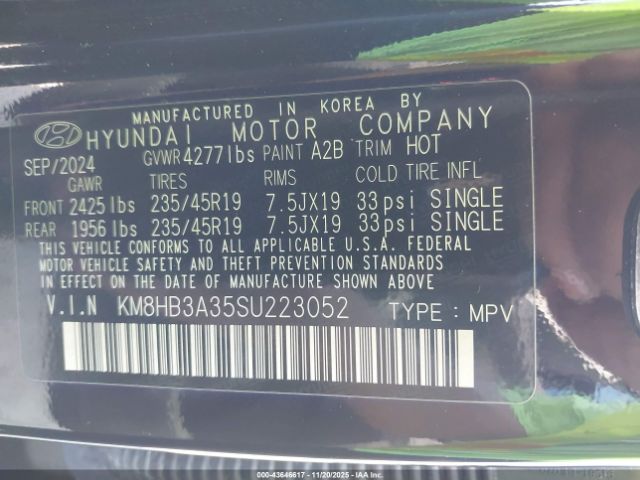 MANUFACTURED IN KOREA BY
HYUNDAI MOTOR COMPANY
SEP/2024 GVWR 4277lbs PAINT A2B TRIM HOT
GAWR TIRES RIMS COLD TIRE INFL
FRONT 2425lbs 235/45R19 7.5JX19 33psi SINGLE
REAR 1956lbs 235/45R19 7.5JX19 33psi SINGLE
THIS VEHICLE CONFORMS TO ALL APPLICABLE U.S.A. FEDERAL
MOTOR VEHICLE SAFETY AND THEFT PREVENTION STANDARDS
IN EFFECT ON THE DATE OF MANUFACTURE SHOWN ABOVE.
V.I.N KM8HB3A35SU223052 TYPE : MPV
000-43646617 - 11/20/2025 - Vehicle